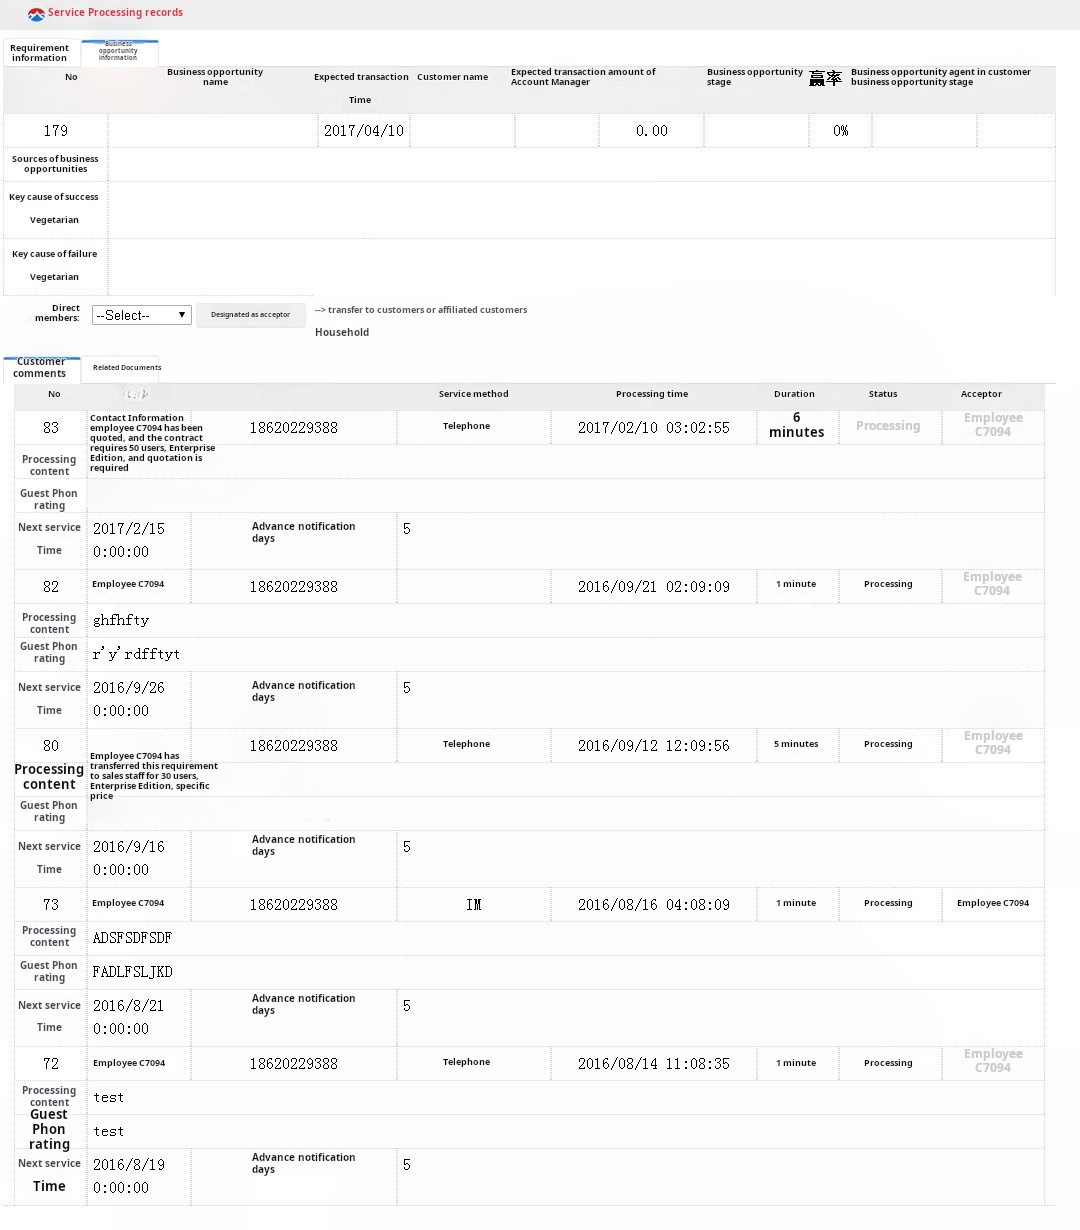 Service Processing records
Requirement information
Business opportunity information
No
Business opportunity name
Expected transaction Time
Customer name
Expected transaction amount of Account Manager
Business opportunity stage
赢率
Business opportunity agent in customer business opportunity stage
179 2017/04/10 0.00 0%
Sources of business opportunities
Key cause of success
Vegetarian
Key cause of failure
Vegetarian
Direct members:
--Select--
Designated as acceptor
--> transfer to customers or affiliated customers
Household
Customer comments
Related Documents
No Service method Processing time Duration Status Acceptor
83
Contact Information
employee C7094 has been
quoted, and the contract
requires 50 users, Enterprise
Edition, and quotation is
required
18620229388 Telephone 2017/02/10 03:02:55 6 minutes Processing Employee C7094
Processing content
Guest Phon rating
Next service Time
2017/2/15 0:00:00
Advance notification days
5
82 Employee C7094 18620229388 2016/09/21 02:09:09 1 minute Processing Employee C7094
Processing content
ghfhfty
Guest Phon rating
r'y'rdfftyt
Next service Time
2016/9/26 0:00:00
Advance notification days
5
80 18620229388 Telephone 2016/09/12 12:09:56 5 minutes Processing Employee C7094
Processing content
Employee C7094 has
transferred this requirement
to sales staff for 30 users,
Enterprise Edition, specific
price
Guest Phon rating
Next service Time
2016/9/16 0:00:00
Advance notification days
5
73 Employee C7094 18620229388 IM 2016/08/16 04:08:09 1 minute Processing Employee C7094
Processing content
ADSFSDFSDF
Guest Phon rating
FADLFSLJKD
Next service Time
2016/8/21 0:00:00
Advance notification days
5
72 Employee C7094 18620229388 Telephone 2016/08/14 11:08:35 1 minute Processing Employee C7094
Processing content
test
Guest Phon rating
test
Next service Time
2016/8/19 0:00:00
Advance notification days
5